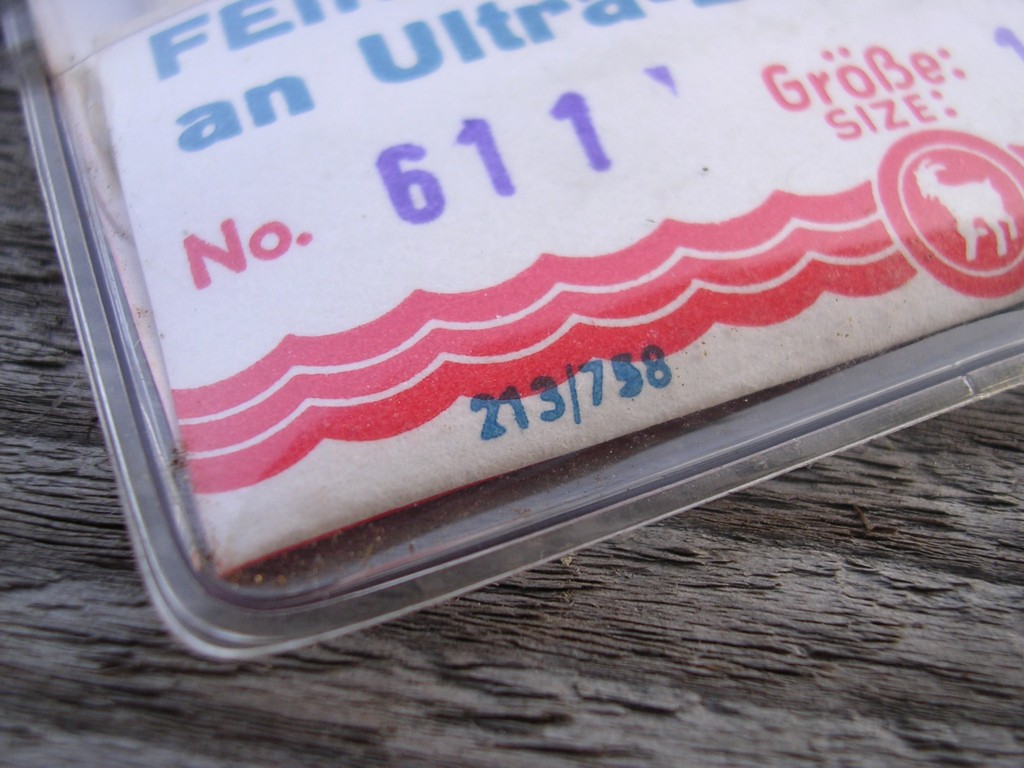 an Ultra-
No. 611
Größe:
SIZE:
213/758